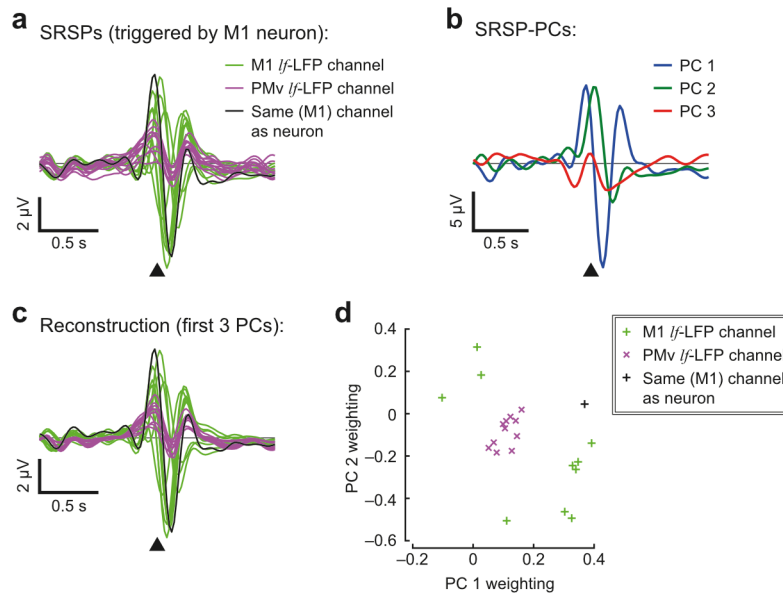 a
SRSPs (triggered by M1 neuron):
M1 lf-LFP channel
PMv lf-LFP channel
Same (M1) channel
as neuron
2 µV
0.5 s
b
SRSP-PCs:
PC 1
PC 2
PC 3
5 µV
0.5 s
c
Reconstruction (first 3 PCs):
2 µV
0.5 s
d
0.4
0.2
0
–0.2
–0.4
–0.6
PC 2 weighting
–0.2
0
0.2
0.4
PC 1 weighting
M1 lf-LFP channel
PMv lf-LFP channel
Same (M1) channel
as neuron